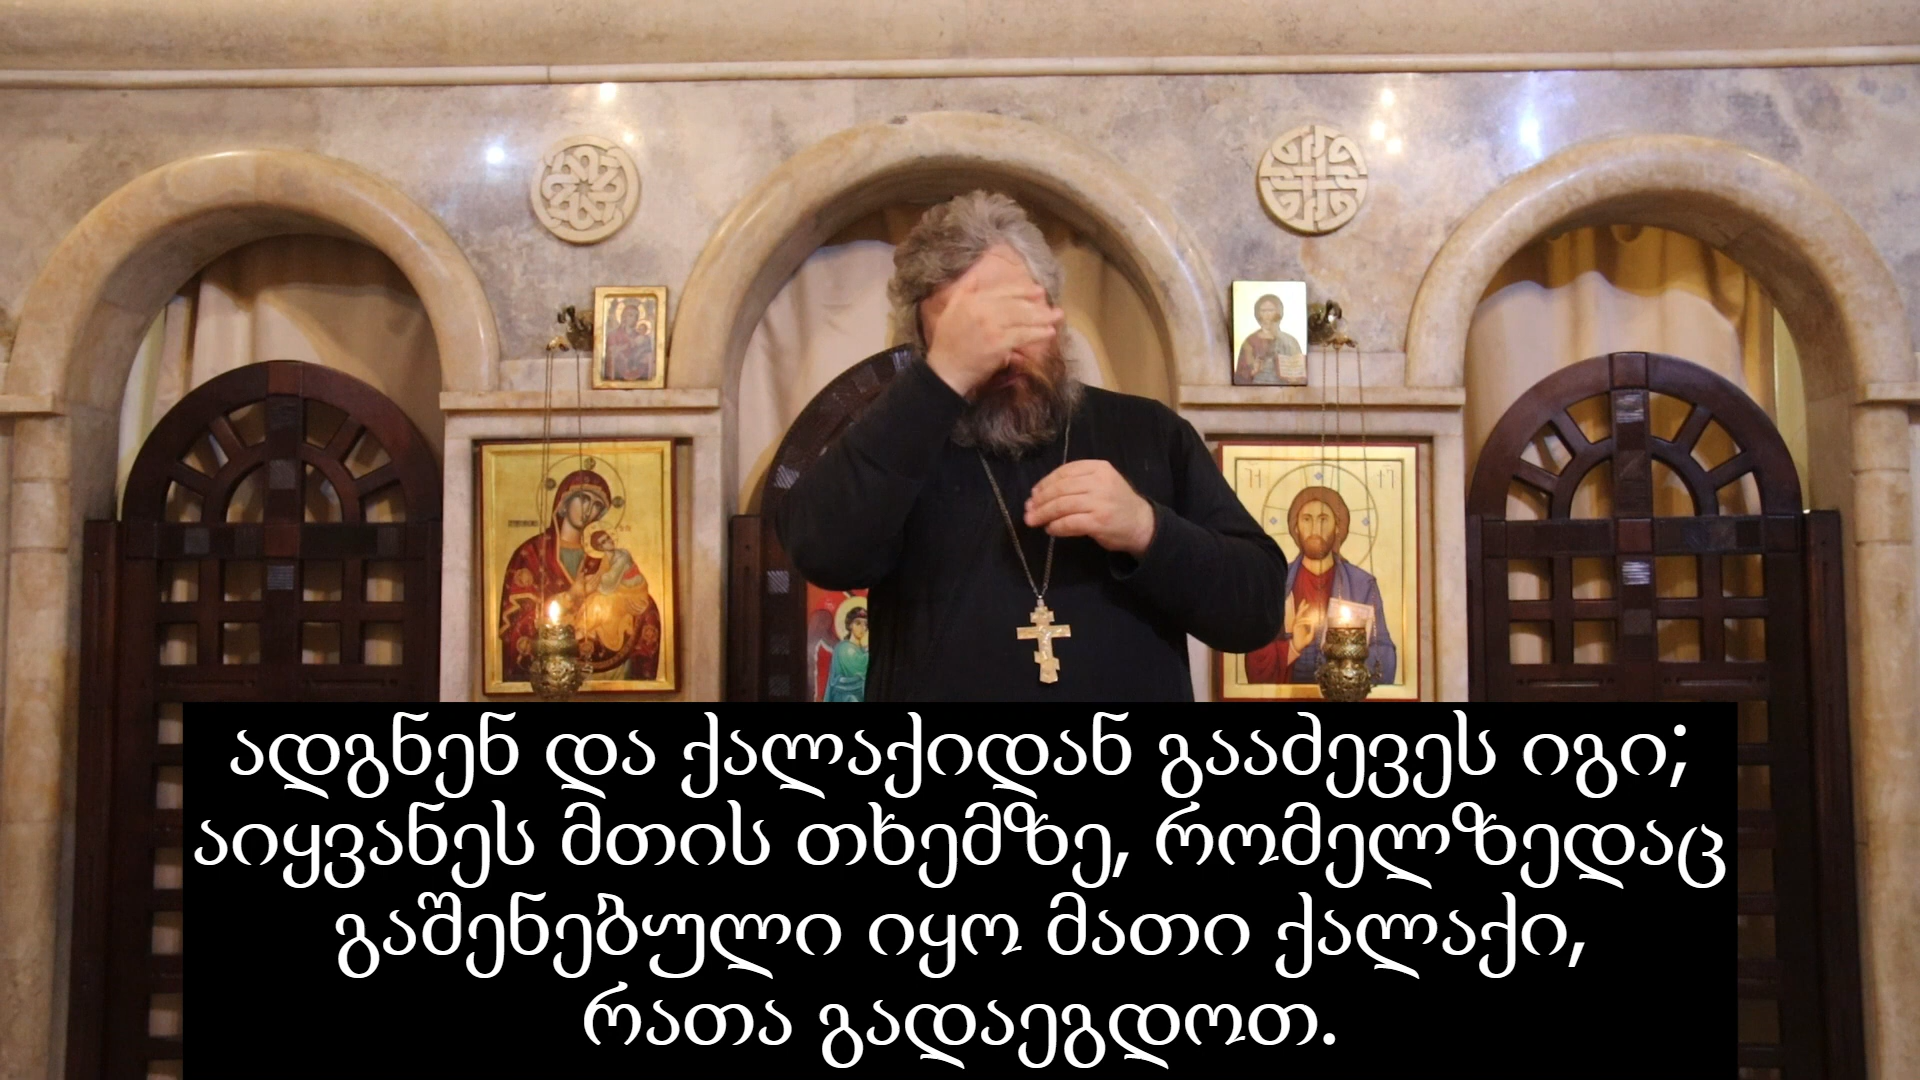 ადგნენ და ქალაქიდან გააძევეს იგი;
აიყვანეს მთის თხემზე, რომელზედაც
გაშენებული იყო მათი ქალაქი,
რათა გადაეგდოთ.